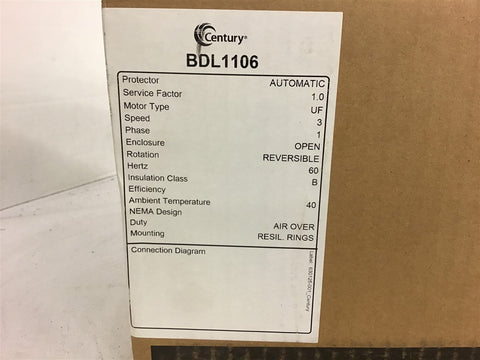 Century®
BDL1106
Protector AUTOMATIC
Service Factor 1.0
Motor Type UF
Speed 3
Phase 1
Enclosure OPEN
Rotation REVERSIBLE
Hertz 60
Insulation Class B
Efficiency
Ambient Temperature 40
NEMA Design
Duty AIR OVER
Mounting RESIL. RINGS
Connection Diagram